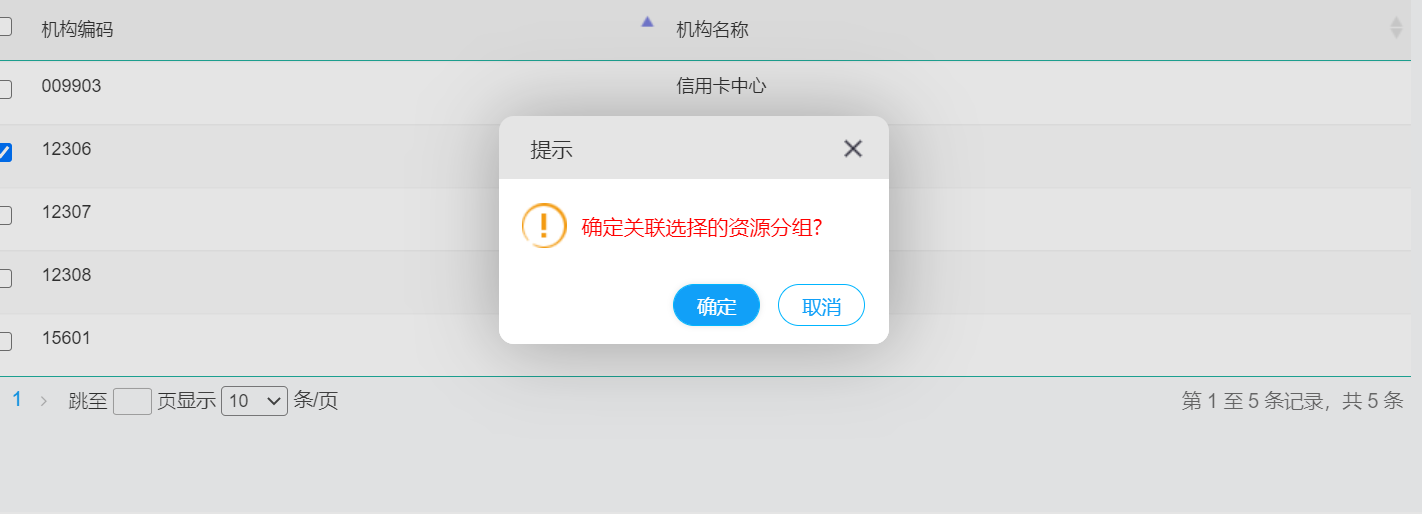 机构编码 机构名称
009903 信用卡中心
12306
12307
12308
15601
提示
确定关联选择的资源分组?
确定 取消
1 跳至 页显示 10 条/页 第 1 至 5 条记录，共 5 条